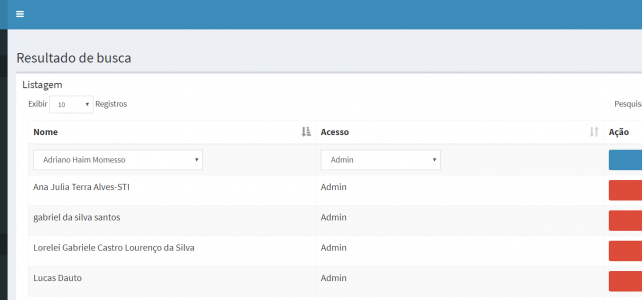 Resultado de busca
Listagem
Exibir 10 Registros
Nome Acesso Ação
Adriano Haim Momesso Admin
Ana Julia Terra Alves-STI Admin
gabriel da silva santos Admin
Lorelei Gabriele Castro Lourenço da Silva Admin
Lucas Dauto Admin